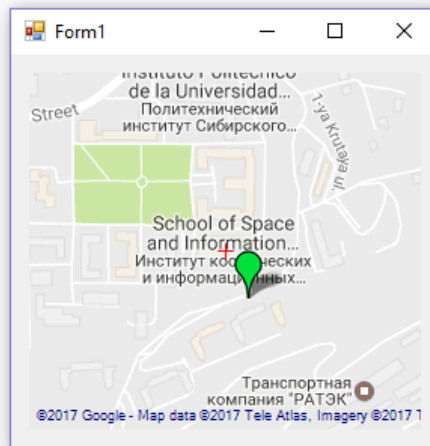 Form1
Instituto Politécnico
de la Universidad...
Политехнический
институт Сибирского...
Street
1-ya Krutaya ul.
School of Space
and Information...
Институт космических
и информационных...
Транспортная
компания "РАТЭК"
©2017 Google - Map data ©2017 Tele Atlas, Imagery ©2017 T